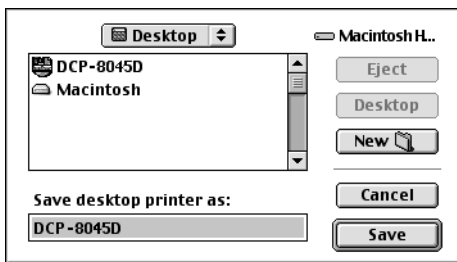 Desktop
Macintosh H...
DCP-8045D
Macintosh
Eject
Desktop
New
Save desktop printer as:
DCP-8045D
Cancel
Save